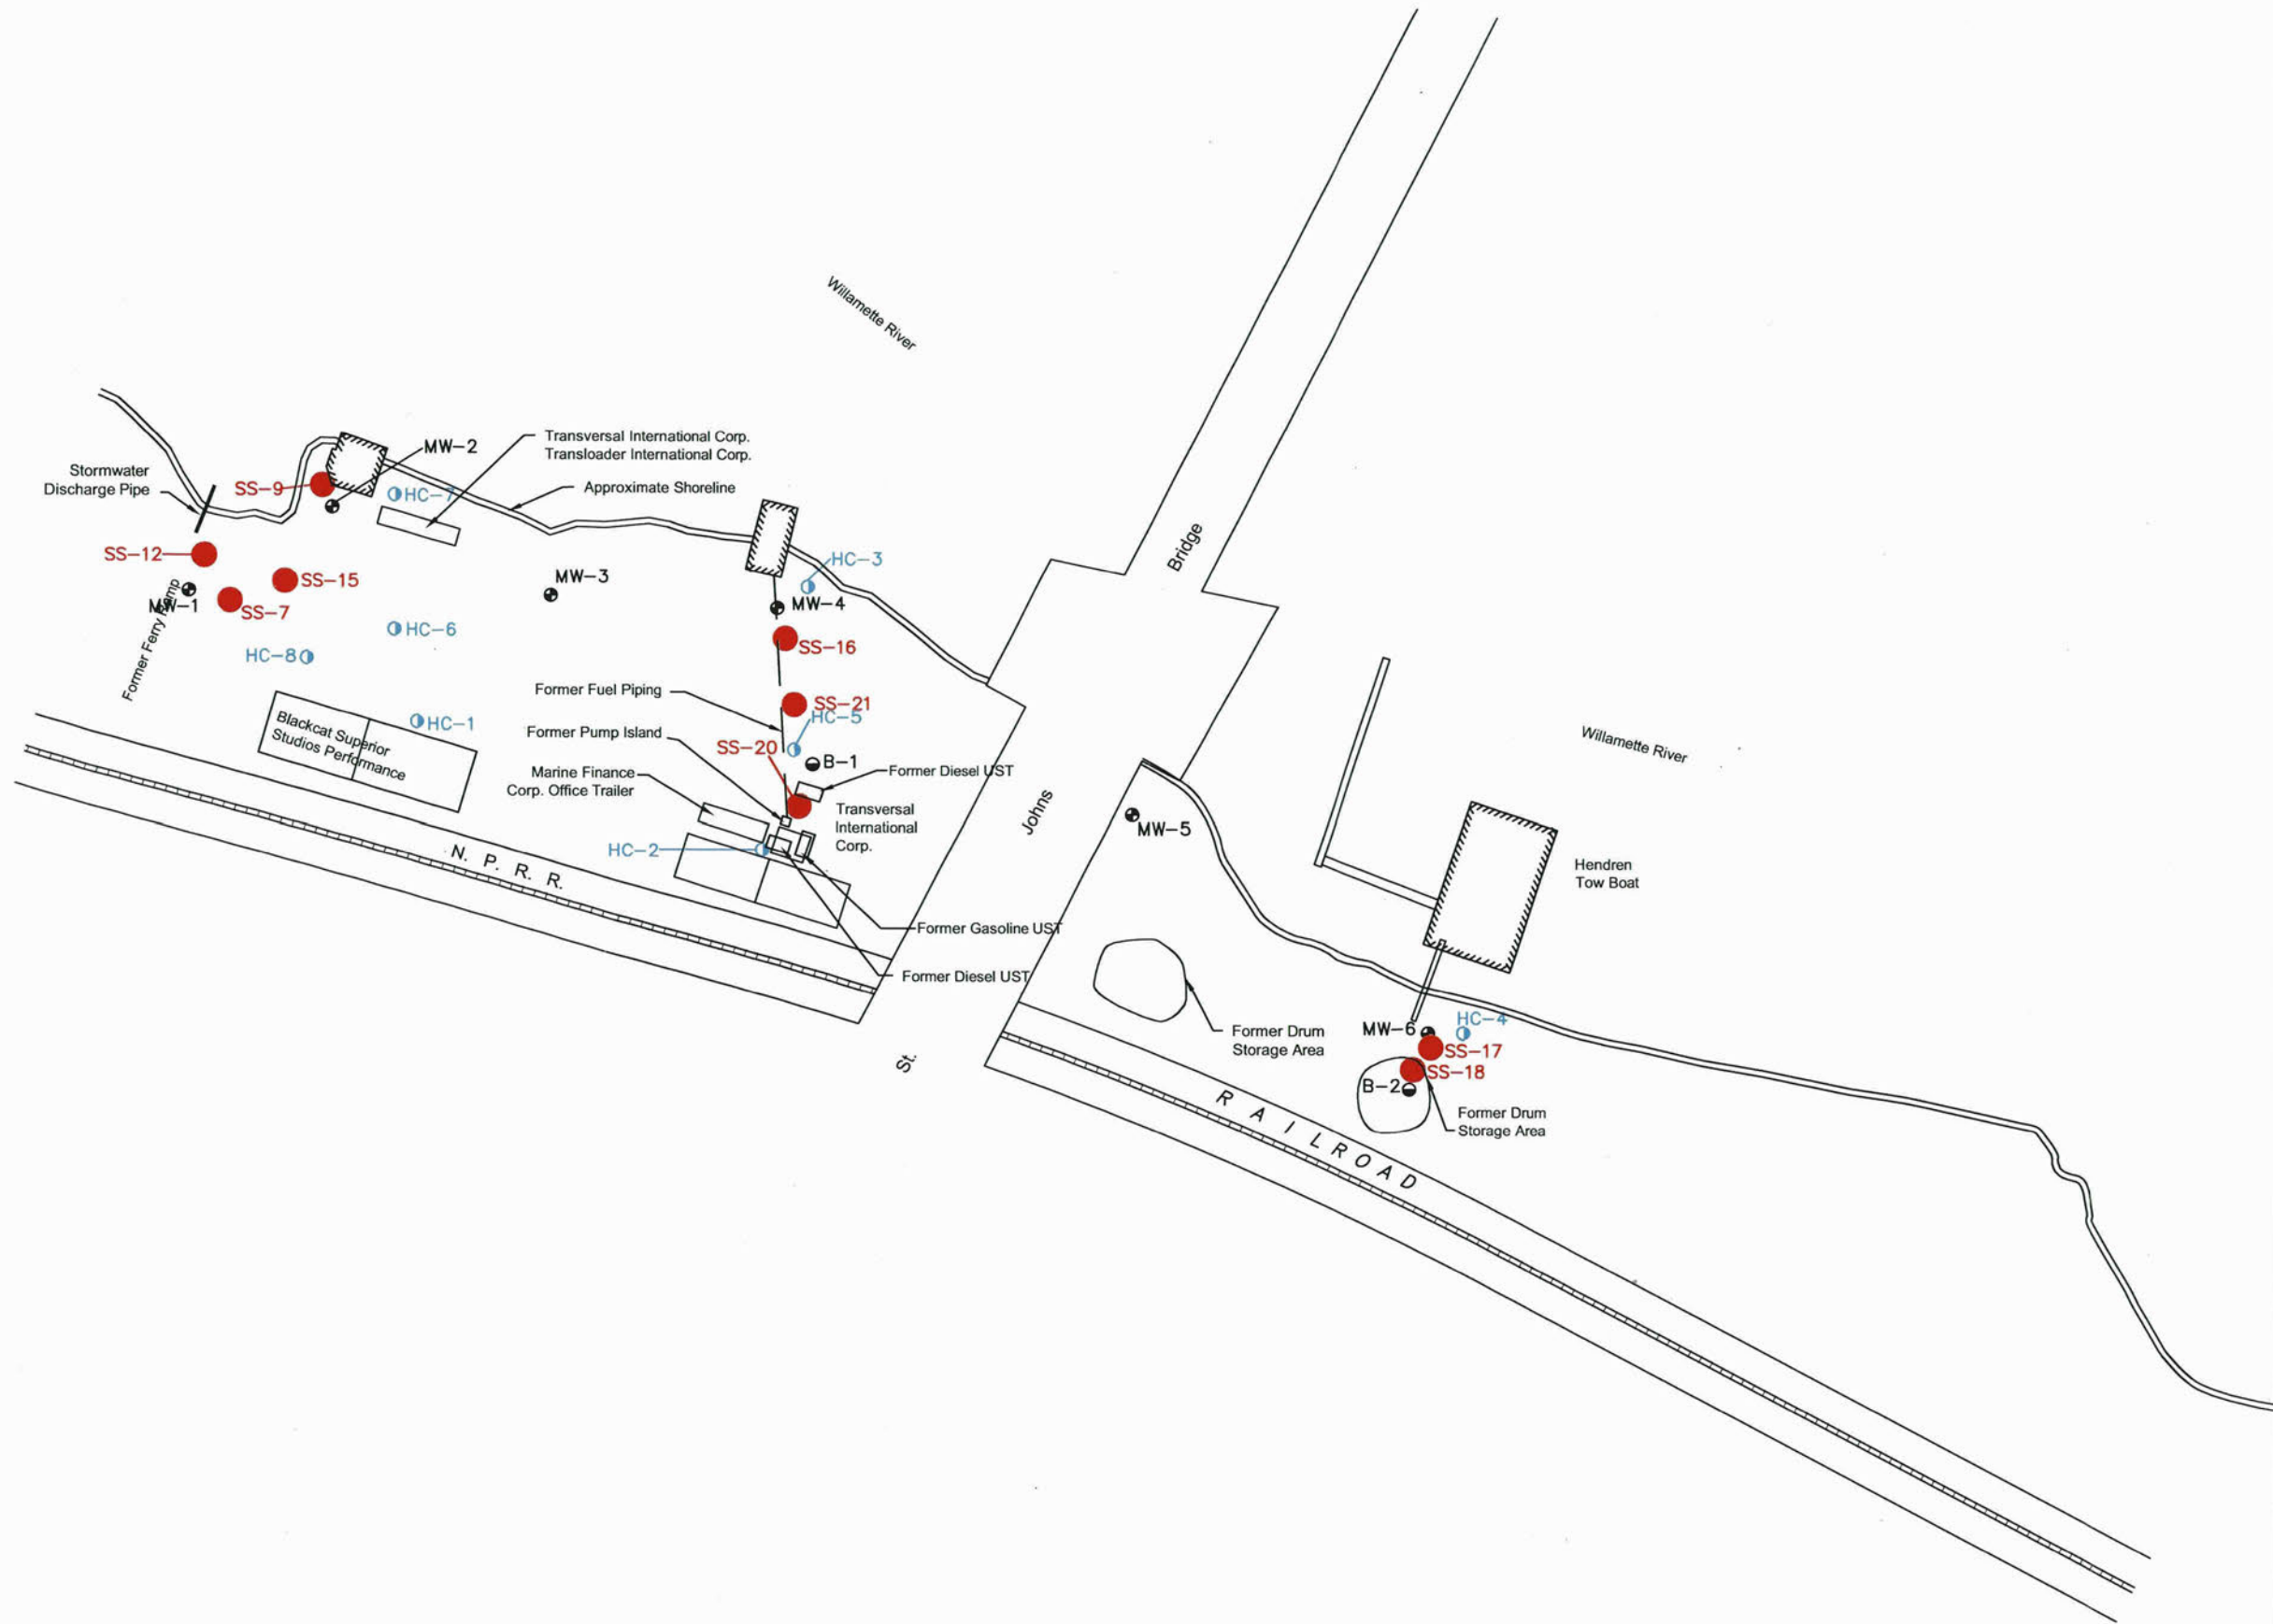 Willamette River
MW-2
Transversal International Corp.
Transloader International Corp.
Stormwater
Discharge Pipe
SS-9
HC-7
Approximate Shoreline
Bridge
SS-12
HC-3
SS-15
MW-3
MW-1
SS-7
MW-4
HC-6
Former Ferry Ramp
SS-16
HC-8
Former Fuel Piping
SS-21
HC-5
HC-1
Blackcat Superior
Studios Performance
Former Pump Island
SS-20
B-1
Willamette River
Marine Finance
Corp. Office Trailer
Former Diesel UST
Transversal
International
Corp.
Johns
MW-5
HC-2
N. P. R. R.
Hendren
Tow Boat
Former Gasoline UST
Former Diesel UST
St.
Former Drum
Storage Area
MW-6
HC-4
SS-17
SS-18
B-2
RAILROAD
Former Drum
Storage Area